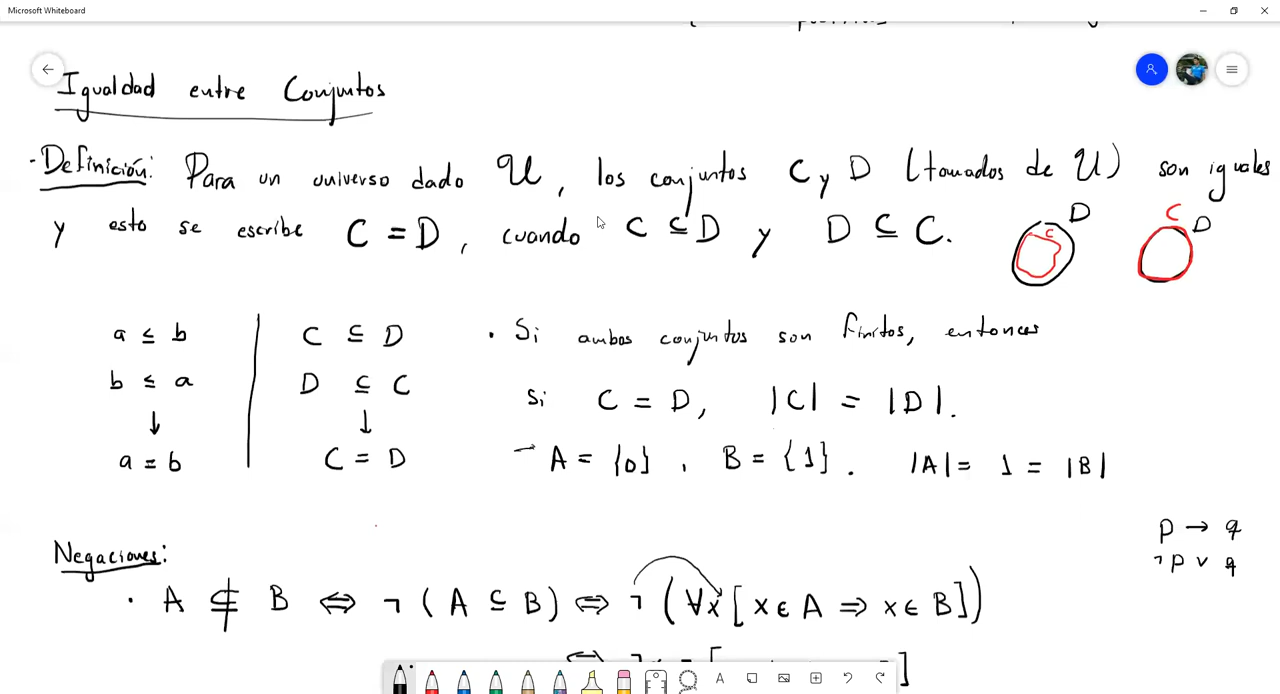 Microsoft Whiteboard
Igualdad entre Conjuntos
· Definición: Para un universo dado 𝒰, los conjuntos C y D (tomados de 𝒰) son iguales
y esto se escribe C = D, cuando C ⊆ D y D ⊆ C.
C D
C D
a ≤ b
b ≤ a
↓
a = b
C ⊆ D
D ⊆ C
↓
C = D
· Si ambos conjuntos son finitos, entonces
Si C = D, |C| = |D|.
- A = {0}, B = {1}. |A| = 1 = |B|
p → q
¬p ∨ q
Negaciones:
· A ⊈ B ⇔ ¬(A ⊆ B) ⇔ ¬(∀x[x ∈ A ⇒ x ∈ B])
A